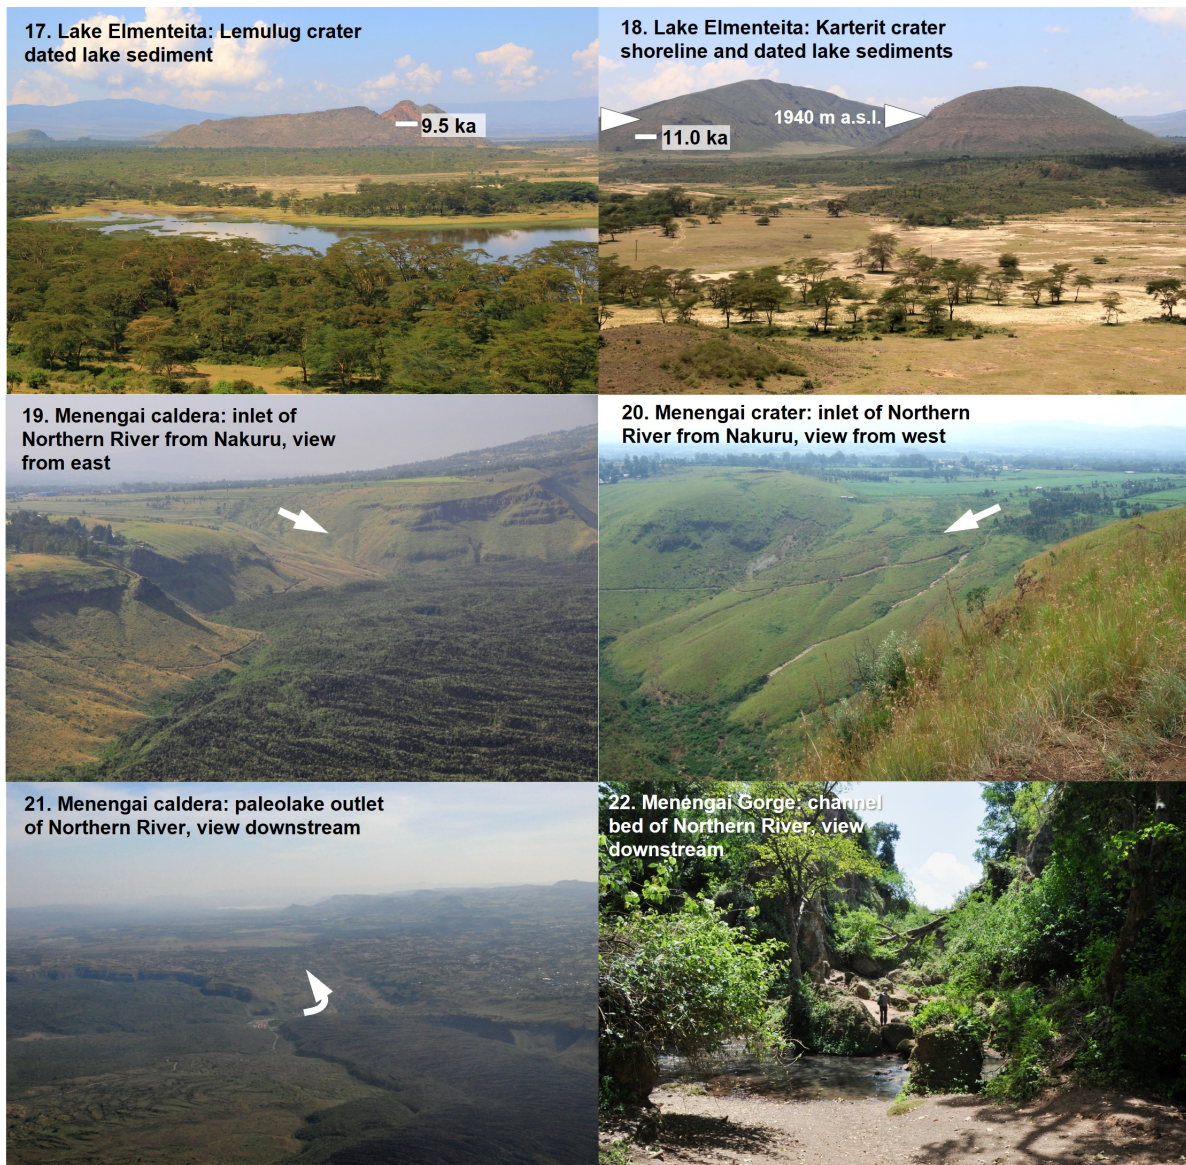 17. Lake Elmenteita: Lemulug crater
dated lake sediment
9.5 ka
18. Lake Elmenteita: Karterit crater
shoreline and dated lake sediments
1940 m a.s.l.
11.0 ka
19. Menengai caldera: inlet of
Northern River from Nakuru, view
from east
20. Menengai crater: inlet of Northern
River from Nakuru, view from west
21. Menengai caldera: paleolake outlet
of Northern River, view downstream
22. Menengai Gorge: channel
bed of Northern River, view
downstream